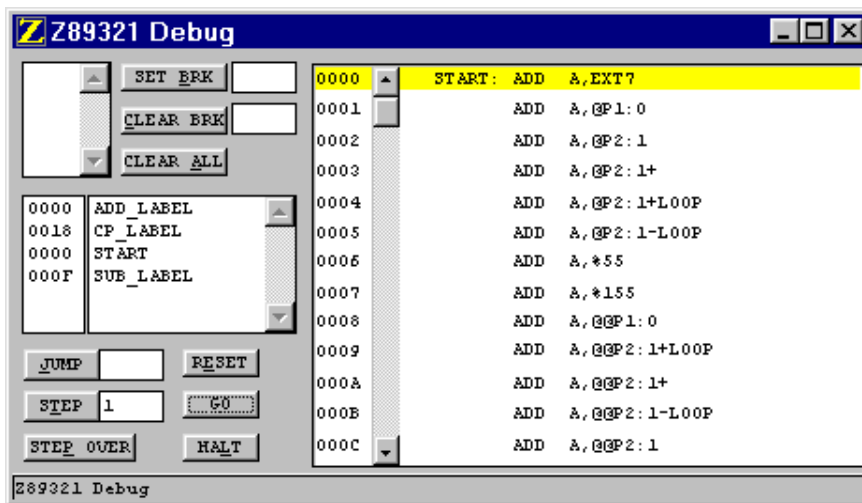 Z Z89321 Debug
SET BRK
CLEAR BRK
CLEAR ALL
0000 ADD_LABEL
0018 CP_LABEL
0000 START
000F SUB_LABEL
JUMP RESET
STEP 1 GO
STEP OVER HALT
0000 START: ADD A,EXT7
0001 ADD A,@P1:0
0002 ADD A,@P2:1
0003 ADD A,@P2:1+
0004 ADD A,@P2:1+LOOP
0005 ADD A,@P2:1-LOOP
0006 ADD A,%55
0007 ADD A,%155
0008 ADD A,@@P1:0
0009 ADD A,@@P2:1+LOOP
000A ADD A,@@P2:1+
000B ADD A,@@P2:1-LOOP
000C ADD A,@@P2:1
Z89321 Debug